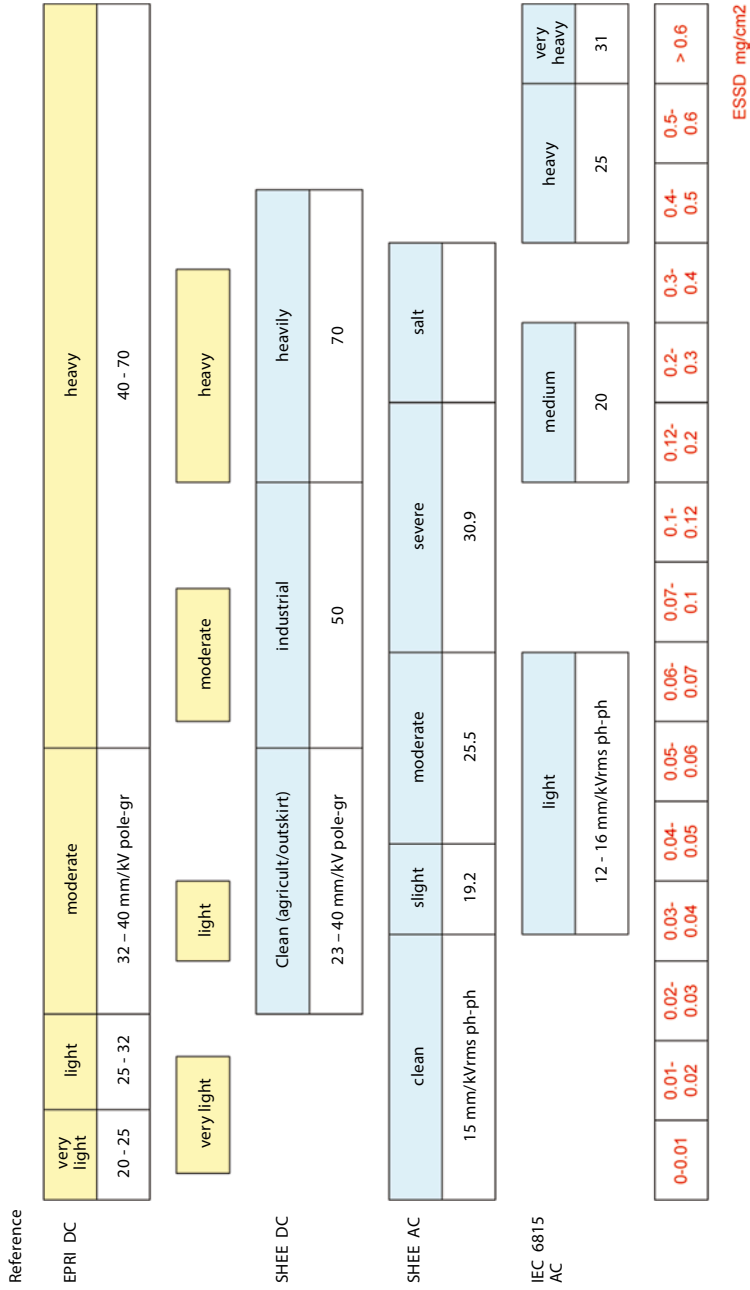 Reference
EPRI DC
very
light
light
moderate
heavy
20 - 25
25 - 32
32 – 40 mm/kV pole-gr
40 - 70
very light
light
moderate
heavy
SHEE DC
Clean (agricult/outskirt)
industrial
heavily
23 – 40 mm/kV pole-gr
50
70
SHEE AC
clean
slight
moderate
severe
salt
15 mm/kVrms ph-ph
19.2
25.5
30.9
IEC 6815
AC
light
medium
heavy
very
heavy
12 - 16 mm/kVrms ph-ph
20
25
31
0-0.01
0.01-
0.02
0.02-
0.03
0.03-
0.04
0.04-
0.05
0.05-
0.06
0.06-
0.07
0.07-
0.1
0.1-
0.12
0.12-
0.2
0.2-
0.3
0.3-
0.4
0.4-
0.5
0.5-
0.6
> 0.6
ESSD mg/cm2